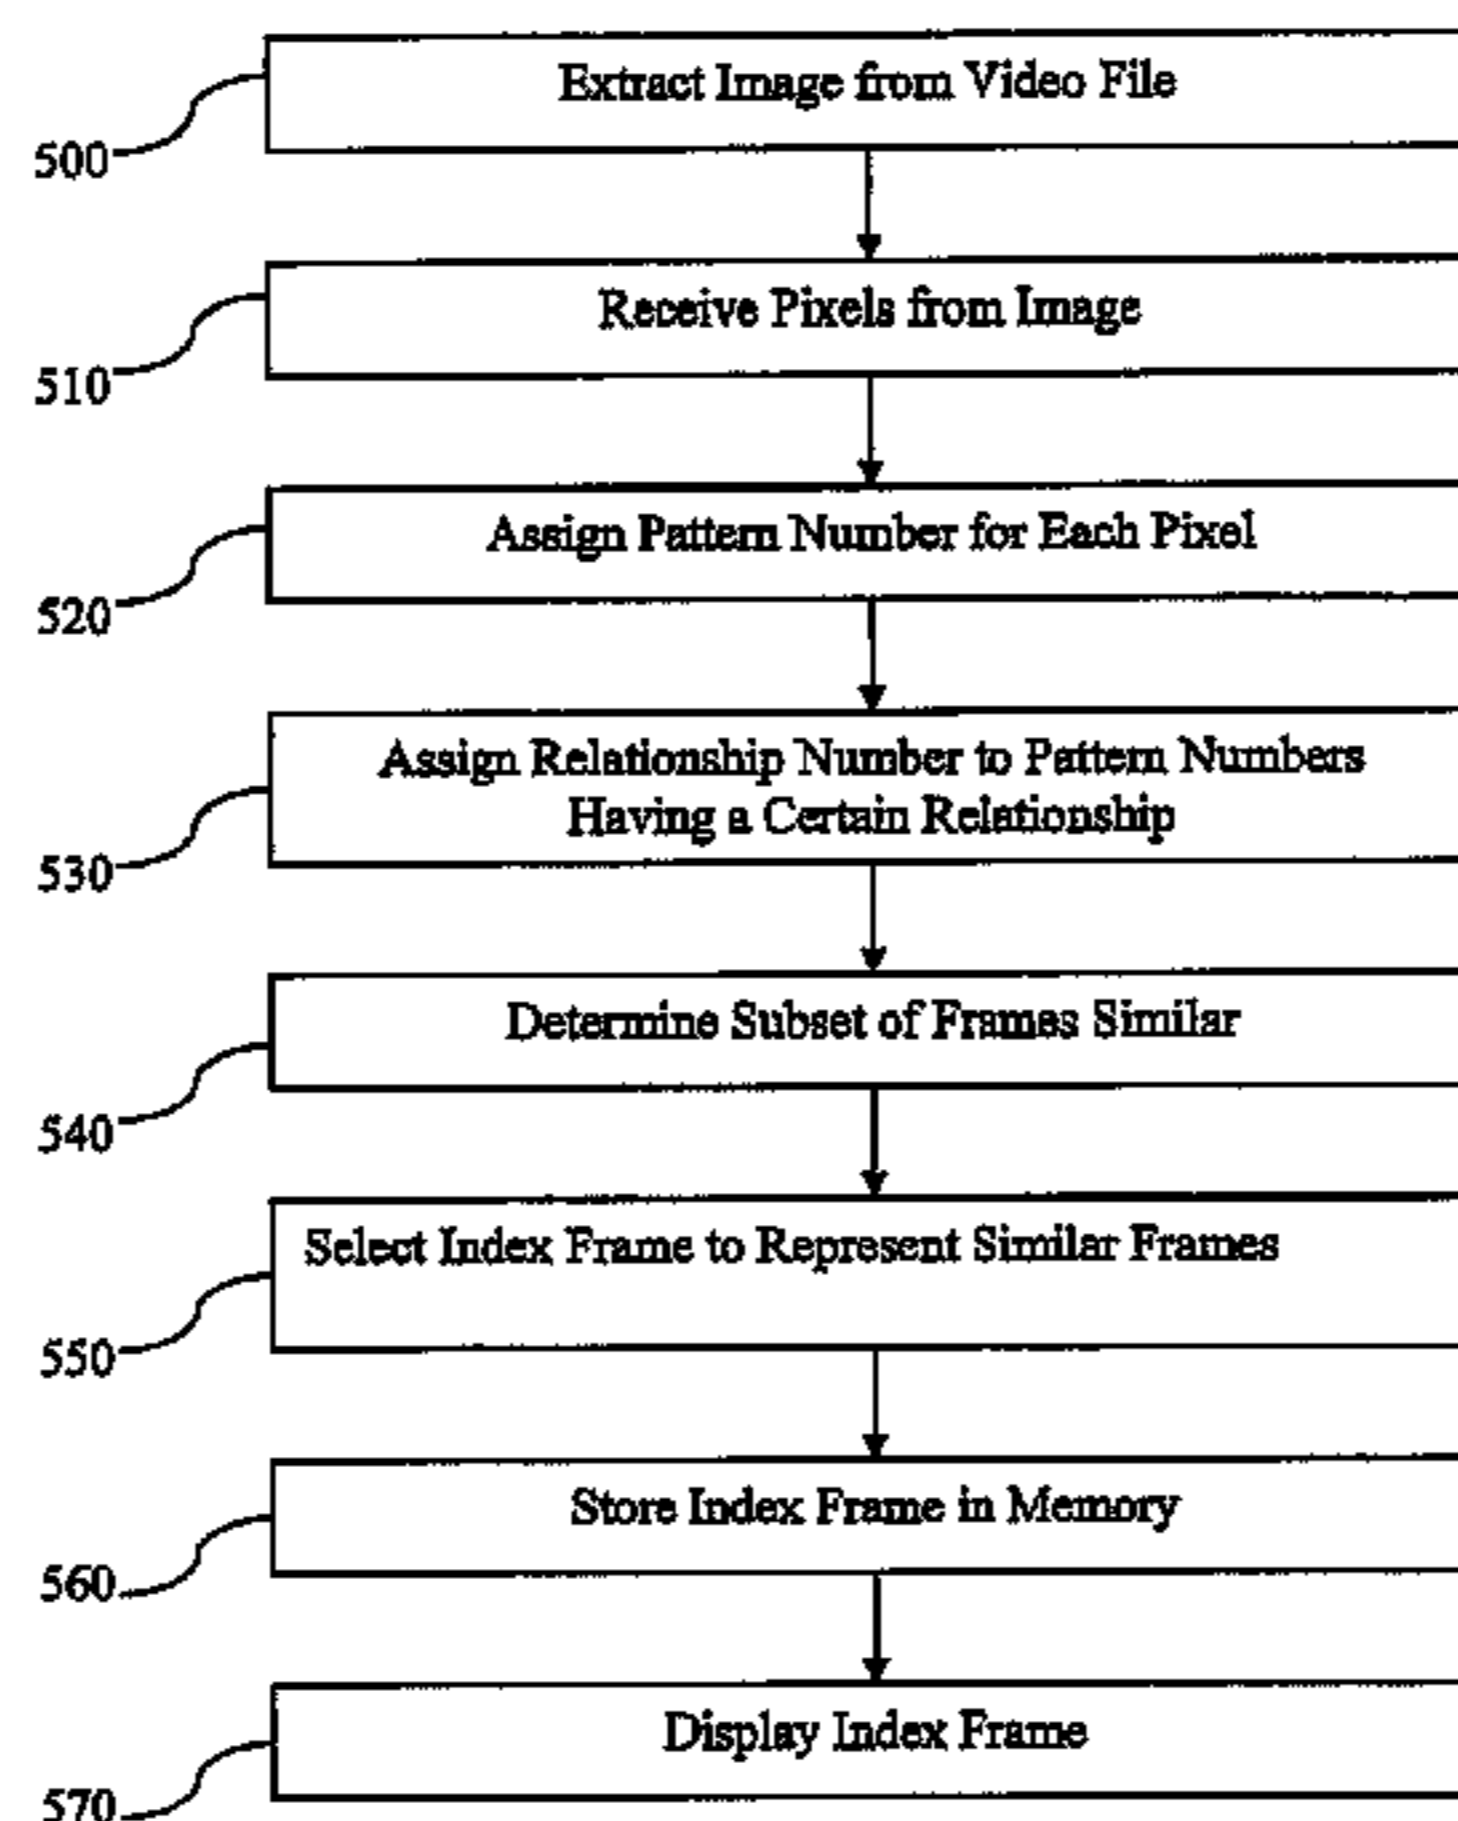 Extract Image from Video File
500
Receive Pixels from Image
510
Assign Pattern Number for Each Pixel
520
Assign Relationship Number to Pattern Numbers
Having a Certain Relationship
530
Determine Subset of Frames Similar
540
Select Index Frame to Represent Similar Frames
550
Store Index Frame in Memory
560
Display Index Frame
570